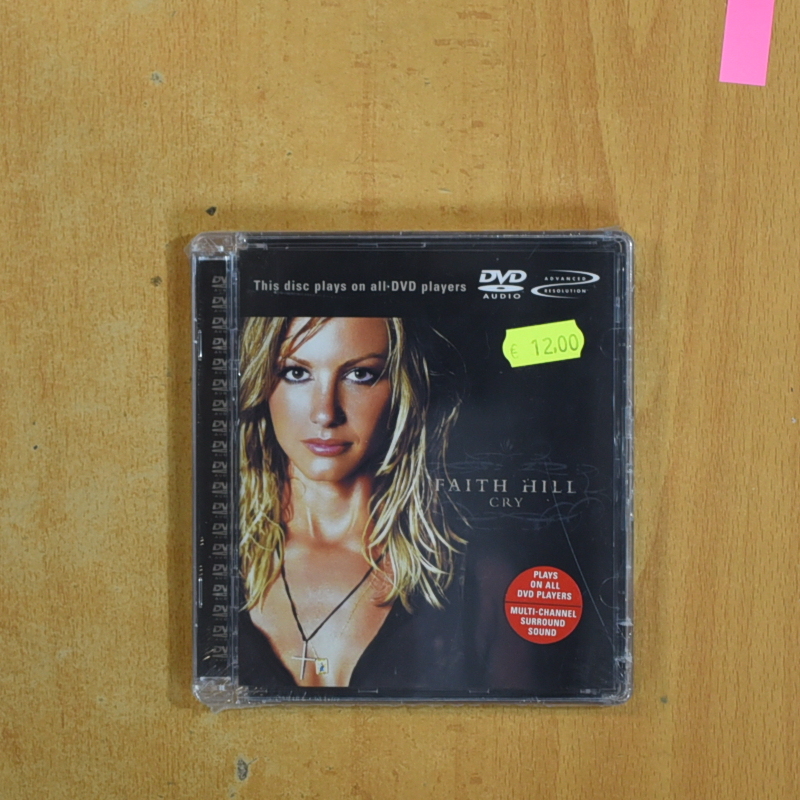 This disc plays on all·DVD players
DVD
AUDIO
ADVANCED
RESOLUTION
€ 12,00
FAITH HILL
CRY
PLAYS
ON ALL
DVD PLAYERS
MULTI-CHANNEL
SURROUND
SOUND